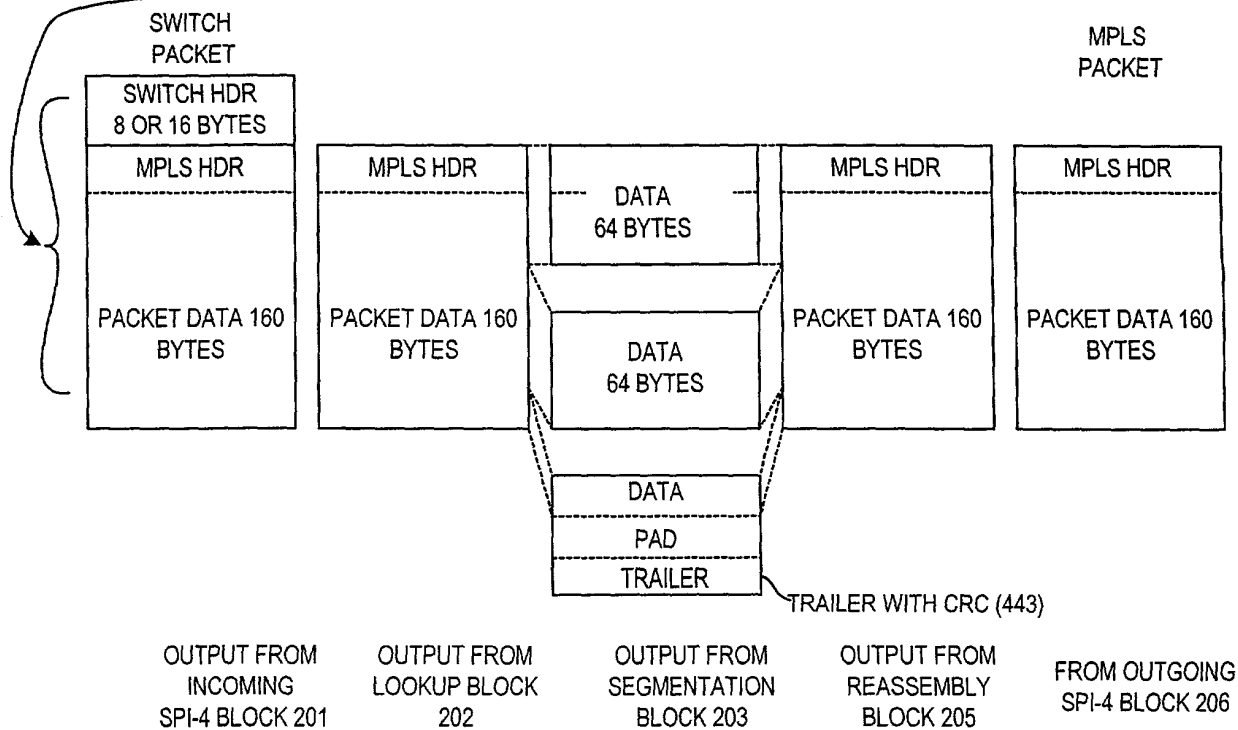 SWITCH
PACKET
SWITCH HDR
8 OR 16 BYTES
MPLS HDR
PACKET DATA 160
BYTES
MPLS HDR
PACKET DATA 160
BYTES
DATA
64 BYTES
DATA
64 BYTES
DATA
PAD
TRAILER
TRAILER WITH CRC (443)
MPLS HDR
PACKET DATA 160
BYTES
MPLS
PACKET
MPLS HDR
PACKET DATA 160
BYTES
OUTPUT FROM
INCOMING
SPI-4 BLOCK 201
OUTPUT FROM
LOOKUP BLOCK
202
OUTPUT FROM
SEGMENTATION
BLOCK 203
OUTPUT FROM
REASSEMBLY
BLOCK 205
FROM OUTGOING
SPI-4 BLOCK 206